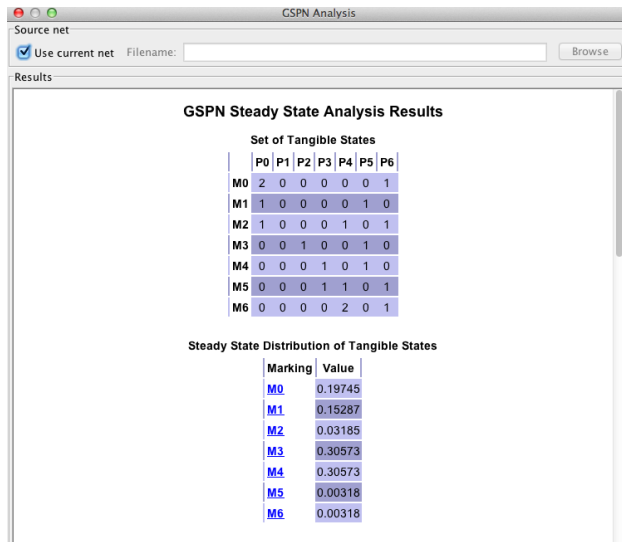 GSPN Analysis
Source net
Use current net Filename: Browse
Results
GSPN Steady State Analysis Results
Set of Tangible States
P0 P1 P2 P3 P4 P5 P6
M0 2 0 0 0 0 0 1
M1 1 0 0 0 0 1 0
M2 1 0 0 0 1 0 1
M3 0 0 1 0 0 1 0
M4 0 0 0 1 0 1 0
M5 0 0 0 1 1 0 1
M6 0 0 0 0 2 0 1
Steady State Distribution of Tangible States
Marking Value
M0 0.19745
M1 0.15287
M2 0.03185
M3 0.30573
M4 0.30573
M5 0.00318
M6 0.00318